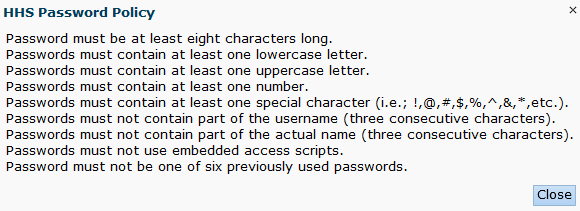 HHS Password Policy
×
Password must be at least eight characters long.
Passwords must contain at least one lowercase letter.
Passwords must contain at least one uppercase letter.
Passwords must contain at least one number.
Passwords must contain at least one special character (i.e.; !,@,#,$,%,^,&,*,etc.).
Passwords must not contain part of the username (three consecutive characters).
Passwords must not contain part of the actual name (three consecutive characters).
Passwords must not use embedded access scripts.
Password must not be one of six previously used passwords.
Close